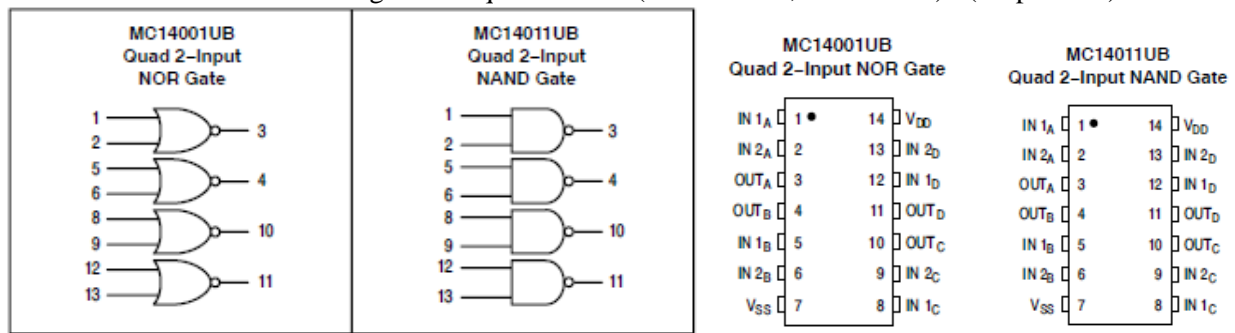 MC14001UB
Quad 2–Input
NOR Gate
1
2
3
5
6
4
8
9
10
12
13
11
MC14011UB
Quad 2–Input
NAND Gate
1
2
3
5
6
4
8
9
10
12
13
11
MC14001UB
Quad 2–Input NOR Gate
IN 1A 1 14 VDD
IN 2A 2 13 IN 2D
OUTA 3 12 IN 1D
OUTB 4 11 OUTD
IN 1B 5 10 OUTC
IN 2B 6 9 IN 2C
VSS 7 8 IN 1C
MC14011UB
Quad 2–Input NAND Gate
IN 1A 1 14 VDD
IN 2A 2 13 IN 2D
OUTA 3 12 IN 1D
OUTB 4 11 OUTD
IN 1B 5 10 OUTC
IN 2B 6 9 IN 2C
VSS 7 8 IN 1C